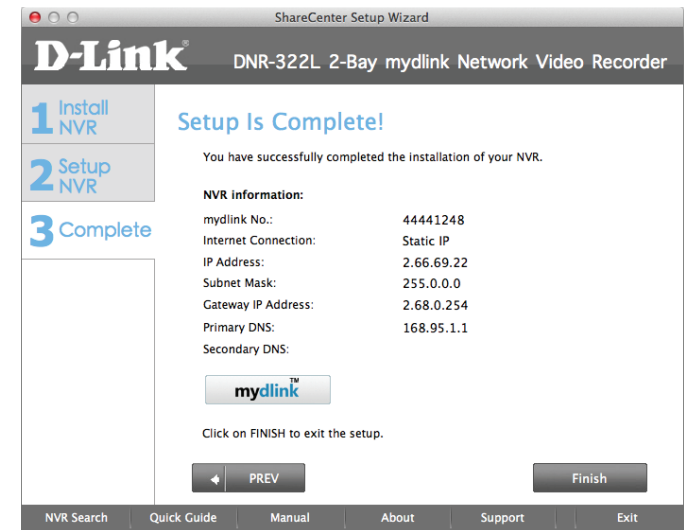 ShareCenter Setup Wizard
D-Link®
DNR-322L 2-Bay mydlink Network Video Recorder
1 Install NVR
2 Setup NVR
3 Complete
Setup Is Complete!
You have successfully completed the installation of your NVR.
NVR information:
mydlink No.: 44441248
Internet Connection: Static IP
IP Address: 2.66.69.22
Subnet Mask: 255.0.0.0
Gateway IP Address: 2.68.0.254
Primary DNS: 168.95.1.1
Secondary DNS:
mydlink™
Click on FINISH to exit the setup.
PREV
Finish
NVR Search Quick Guide Manual About Support Exit